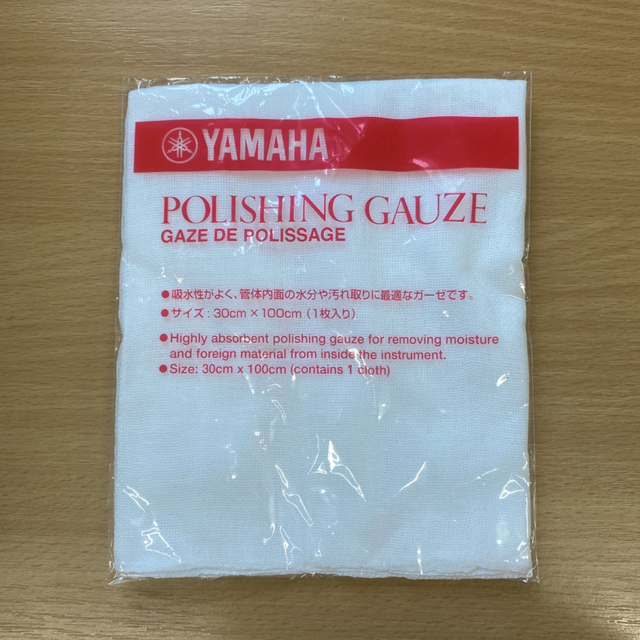 YAMAHA
POLISHING GAUZE
GAZE DE POLISSAGE
●吸水性がよく、管体内面の水分や汚れ取りに最適なガーゼです。
●サイズ：30cm×100cm（1枚入り）
●Highly absorbent polishing gauze for removing moisture
and foreign material from inside the instrument.
●Size: 30cm x 100cm (contains 1 cloth)